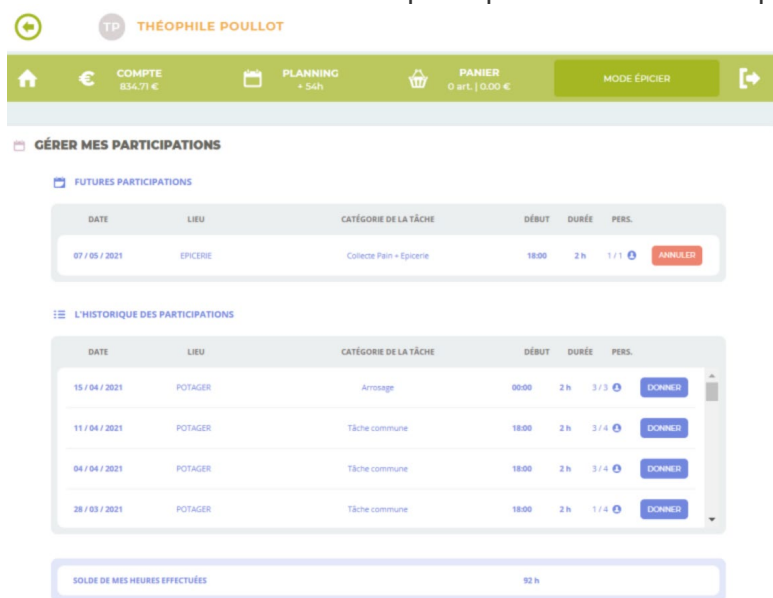 TP THÉOPHILE POULLOT
COMPTE PLANNING PANIER MODE ÉPICIER
834.71 € + 54h 0 art. | 0.00 €
GÉRER MES PARTICIPATIONS
FUTURES PARTICIPATIONS
DATE LIEU CATÉGORIE DE LA TÂCHE DÉBUT DURÉE PERS.
07 / 05 / 2021 EPICERIE Collecte Pain + Epicerie 18:00 2 h 1 / 1 ANNULER
L'HISTORIQUE DES PARTICIPATIONS
DATE LIEU CATÉGORIE DE LA TÂCHE DÉBUT DURÉE PERS.
15 / 04 / 2021 POTAGER Arrosage 00:00 2 h 3 / 3 DONNER
11 / 04 / 2021 POTAGER Tâche commune 18:00 2 h 3 / 4 DONNER
04 / 04 / 2021 POTAGER Tâche commune 18:00 2 h 3 / 4 DONNER
28 / 03 / 2021 POTAGER Tâche commune 18:00 2 h 1 / 4 DONNER
SOLDE DE MES HEURES EFFECTUÉES 92 h